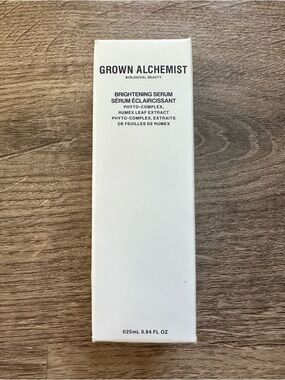 GROWN ALCHEMIST
BIOLOGICAL BEAUTY
BRIGHTENING SERUM
SÉRUM ÉCLAIRCISSANT
PHYTO-COMPLEX,
RUMEX LEAF EXTRACT
PHYTO-COMPLEX, EXTRAITS
DE FEUILLES DE RUMEX
℮25mL 0.84 FL OZ